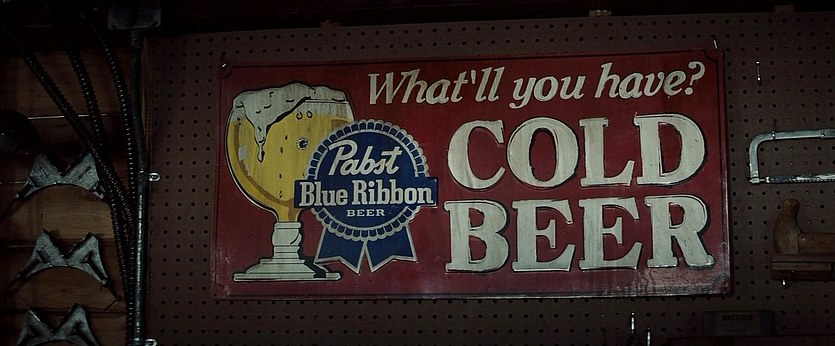 What'll you have?
Pabst
Blue Ribbon
BEER
COLD
BEER